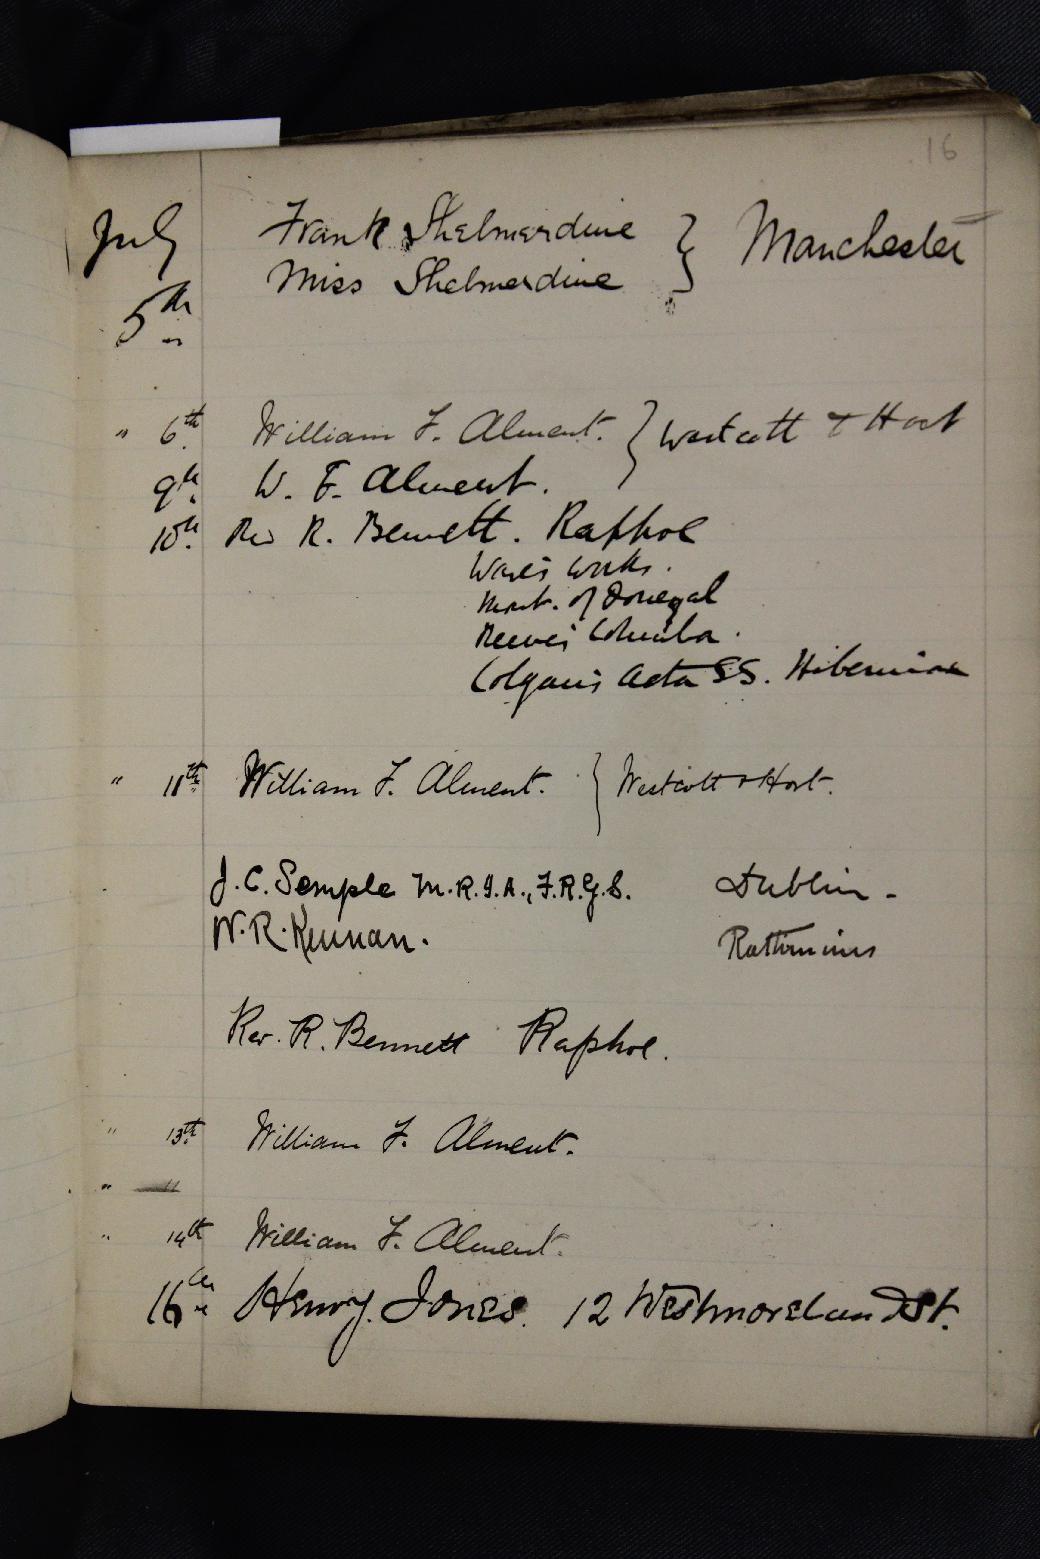 16
July 5th
Frank Shelmerdine } Manchester
Miss Shelmerdine
" 6th William F. Alment. } Westcott & Hort
9th W. F. Alment.
10th Rev R. Bennett. Raphoe
Ware's Works.
Mont. of Donegal
Reeves' Columba.
Colgan's Acta SS. Hiberniae
" 11th William F. Alment. } Westcott & Hort.
J. C. Semple M.R.I.A., F.R.G.S. Dublin -
W. R. Kennan. Rathmines
Rev. R. Bennett Raphoe.
" 13th William F. Alment.
"
" 14th William F. Alment.
16th Henry J. Jones. 12 Westmoreland St.